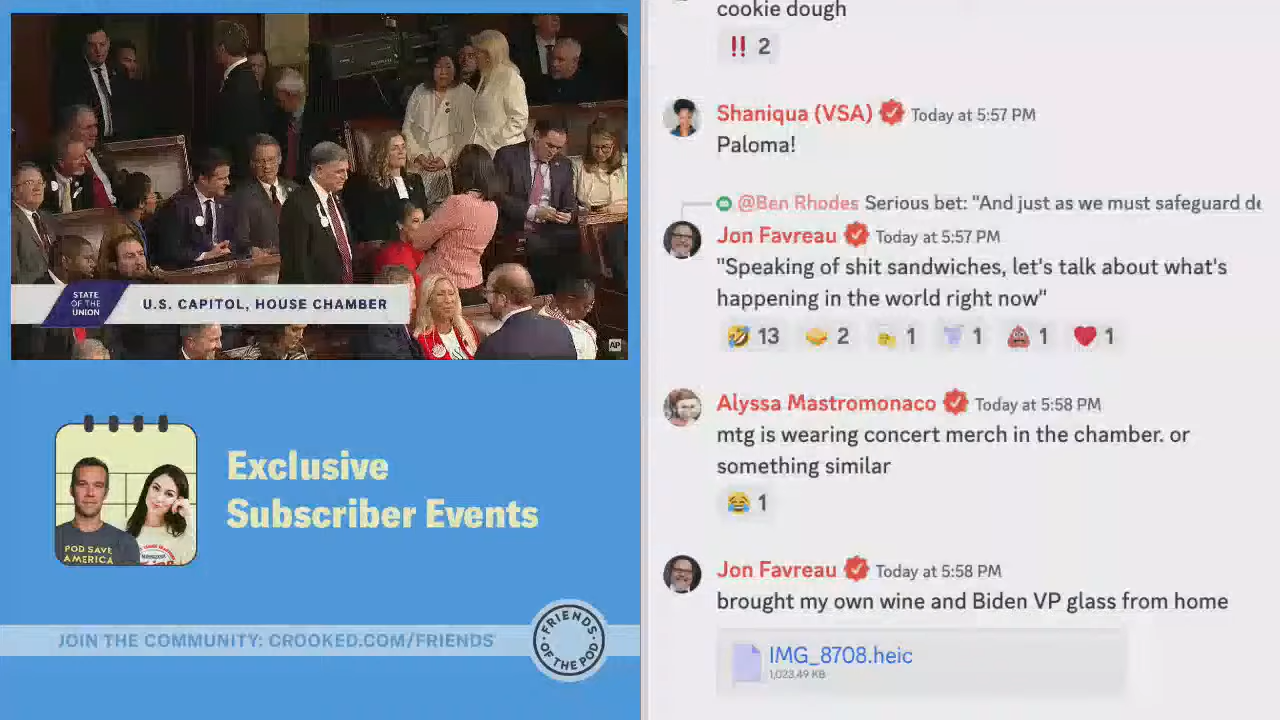 STATE
OF THE
UNION
U.S. CAPITOL, HOUSE CHAMBER
AP
POD SAVE
AMERICA
Exclusive
Subscriber Events
JOIN THE COMMUNITY: CROOKED.COM/FRIENDS
FRIENDS
OF THE POD
cookie dough
2
Shaniqua (VSA) Today at 5:57 PM
Paloma!
@Ben Rhodes Serious bet: "And just as we must safeguard de
Jon Favreau Today at 5:57 PM
"Speaking of shit sandwiches, let's talk about what's
happening in the world right now"
13 2 1 1 1 1
Alyssa Mastromonaco Today at 5:58 PM
mtg is wearing concert merch in the chamber. or
something similar
1
Jon Favreau Today at 5:58 PM
brought my own wine and Biden VP glass from home
IMG_8708.heic
1,023.49 KB